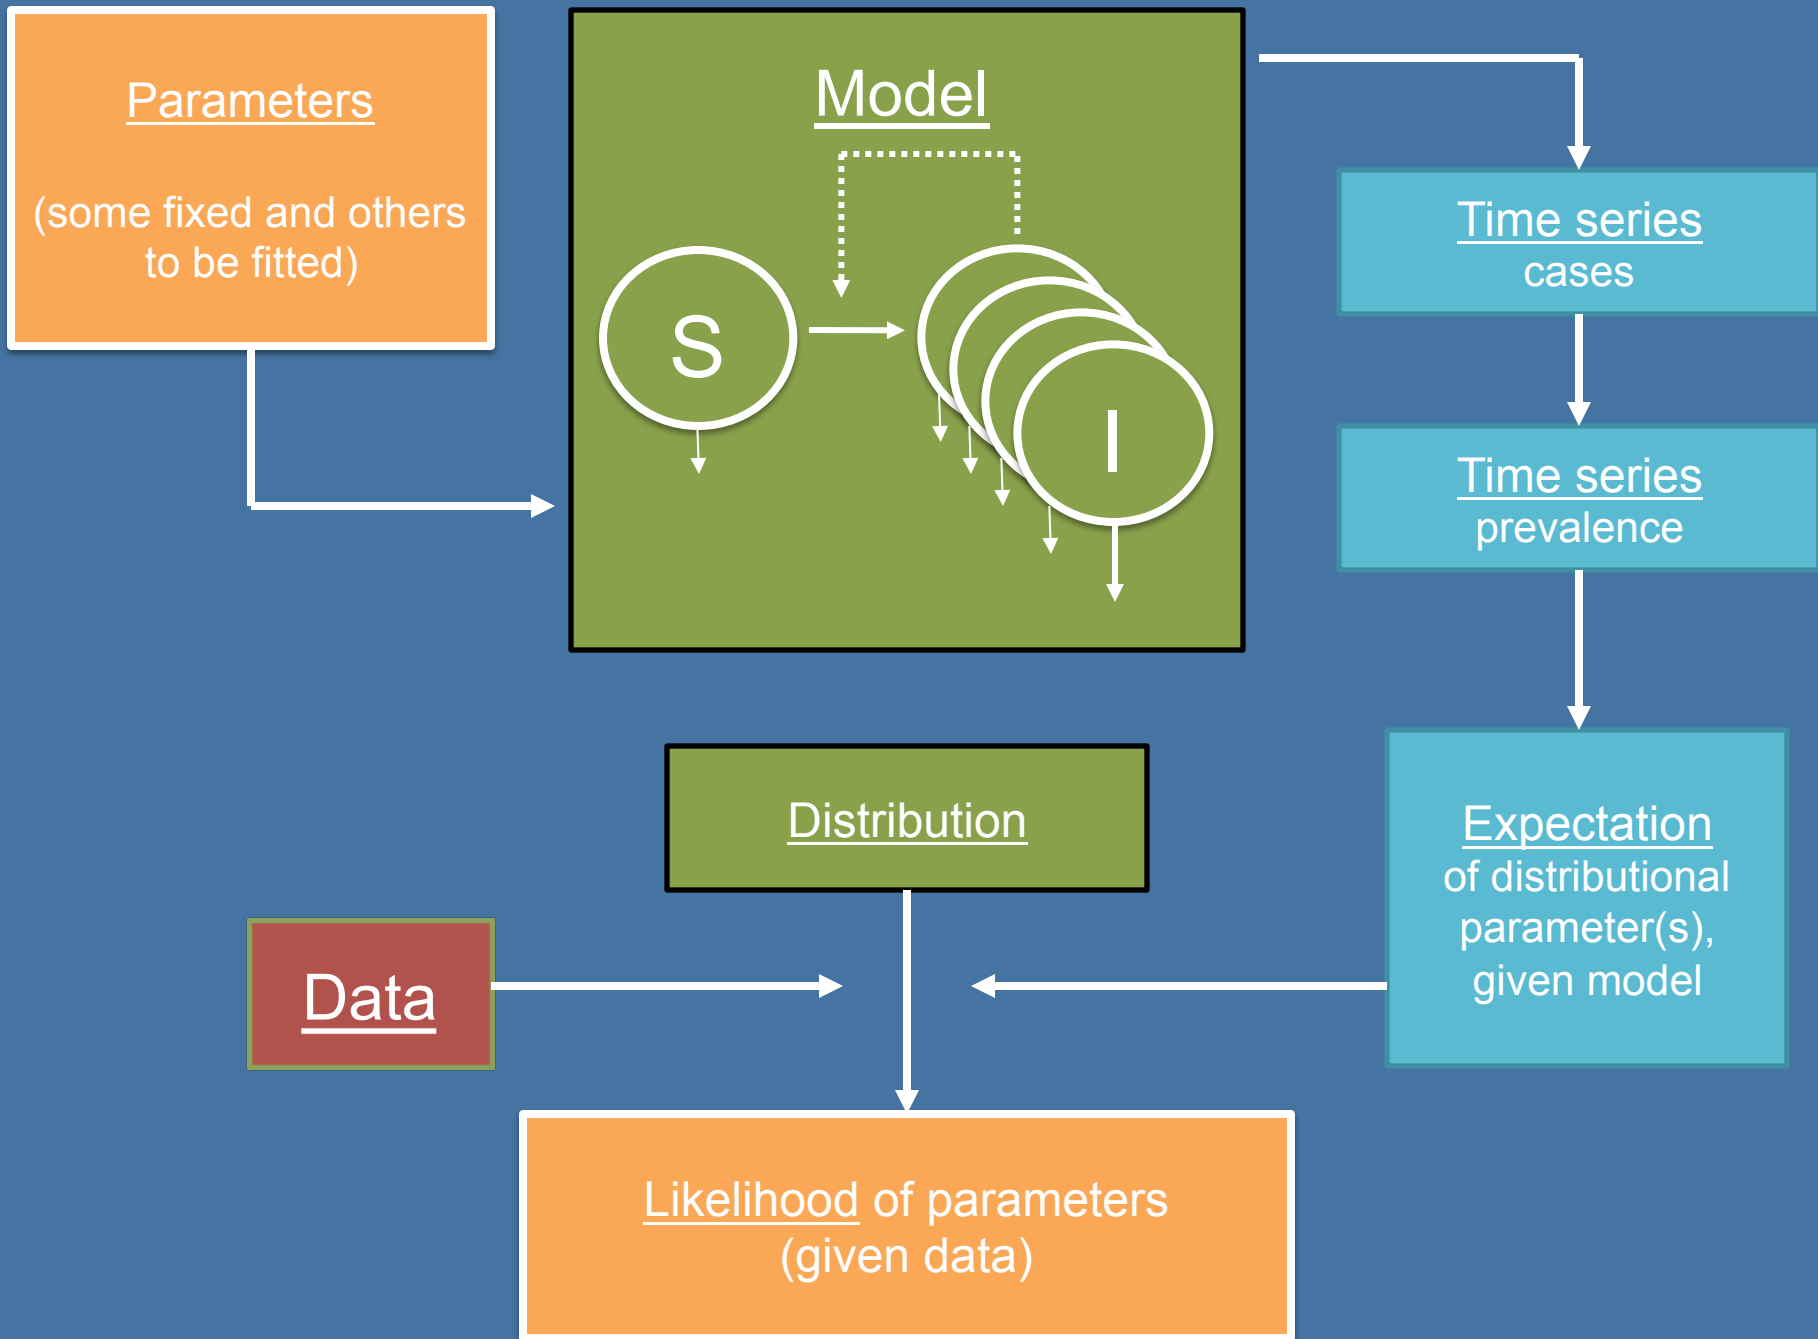 Parameters
(some fixed and others
to be fitted)
Model
S
I
Time series
cases
Time series
prevalence
Expectation
of distributional
parameter(s),
given model
Distribution
Data
Likelihood of parameters
(given data)